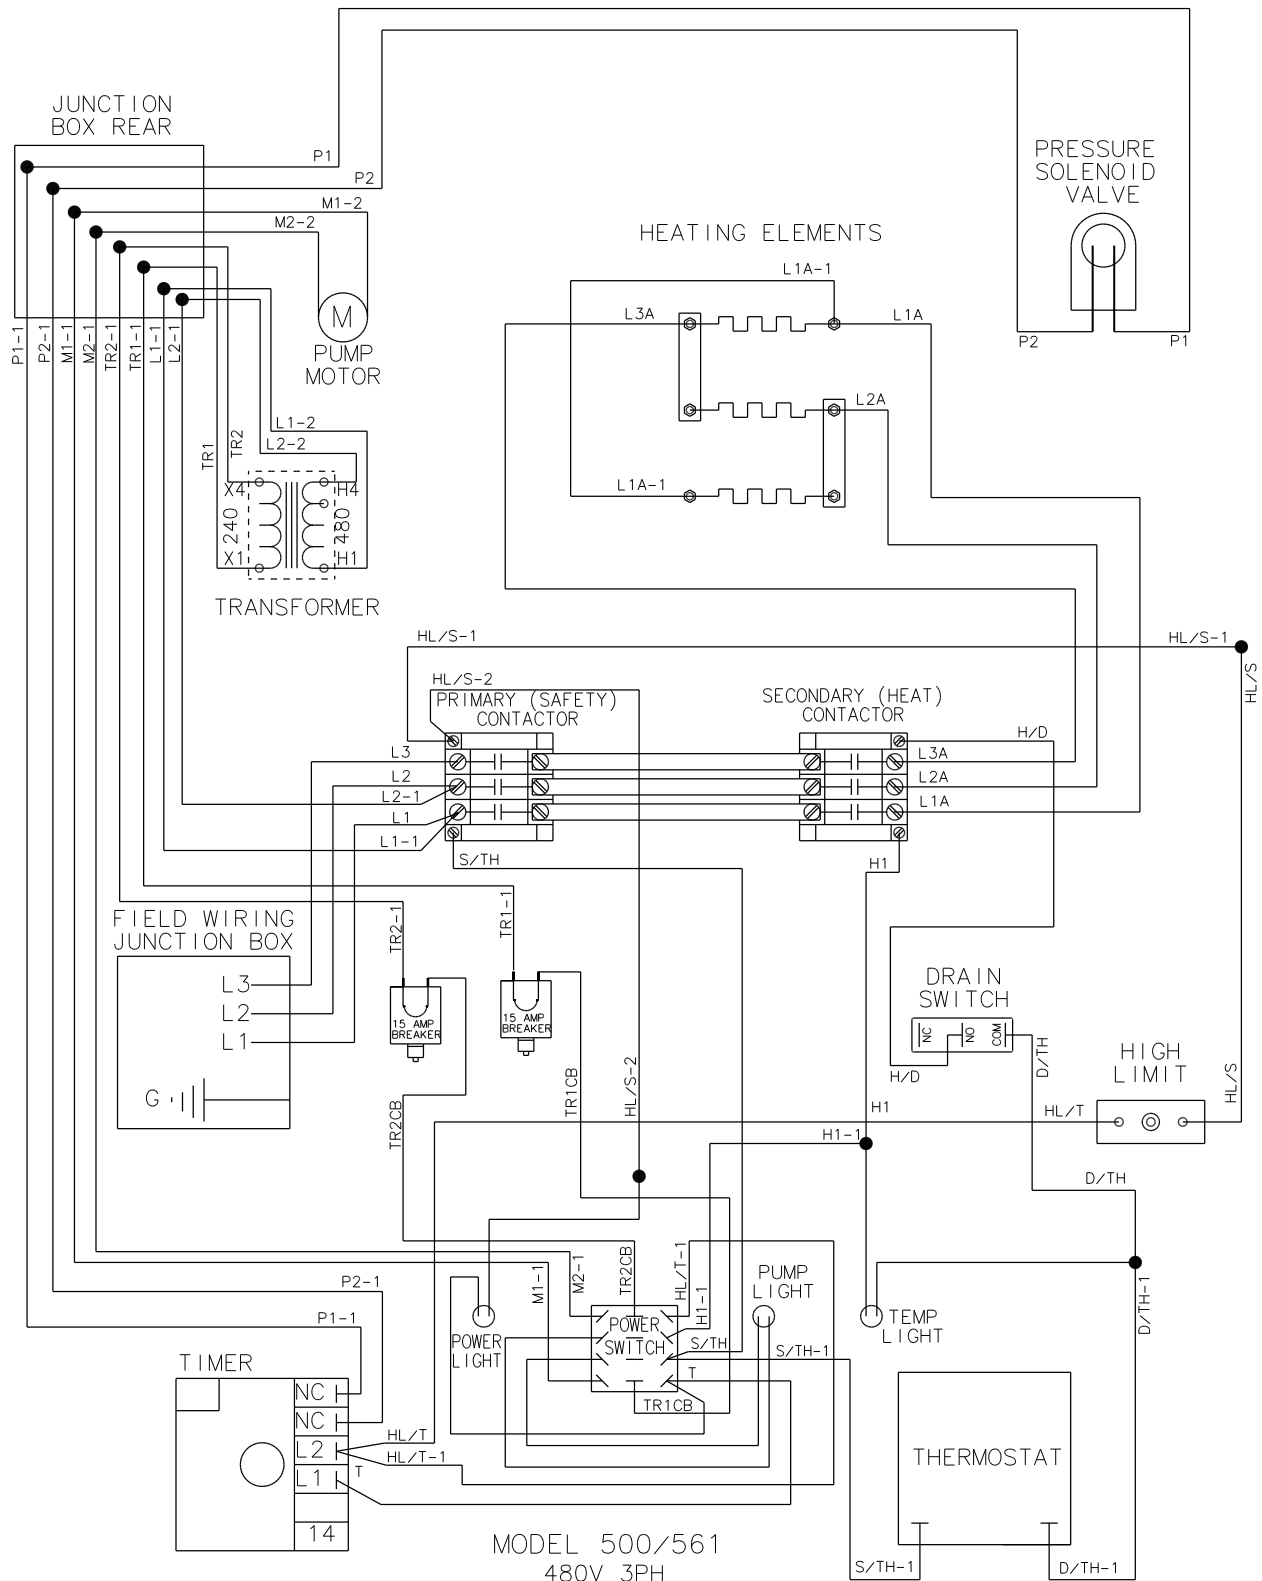 JUNCTION
BOX REAR
P1
P2
M1-2
M2-2
M
PUMP
MOTOR
P1-1
P2-1
M1-1
M2-1
TR2-1
TR1-1
L1-1
L2-1
PRESSURE
SOLENOID
VALVE
P2
P1
HEATING ELEMENTS
L1A-1
L3A
L1A
L2A
L1A-1
L1-2
L2-2
TR1
TR2
X4
H4
240
480
X1
H1
TRANSFORMER
HL/S-1
HL/S-1
HL/S
HL/S-2
PRIMARY (SAFETY)
CONTACTOR
SECONDARY (HEAT)
CONTACTOR
H/D
L3
L3A
L2
L2A
L2-1
L1A
L1
L1-1
S/TH
H1
TR2-1
TR1-1
FIELD WIRING
JUNCTION BOX
L3
L2
L1
G
15 AMP
BREAKER
15 AMP
BREAKER
DRAIN
SWITCH
NC
NO
COM
H/D
D/TH
HIGH
LIMIT
HL/S
HL/T
HL/S-2
TR1CB
TR2CB
H1
H1-1
D/TH
M1-1
M2-1
TR2CB
HL/T-1
H1-1
PUMP
LIGHT
POWER
LIGHT
POWER
SWITCH
S/TH
S/TH-1
T
TR1CB
TEMP
LIGHT
D/TH-1
P2-1
P1-1
TIMER
NC
NC
L2
L1
14
HL/T
HL/T-1
T
THERMOSTAT
S/TH-1
D/TH-1
MODEL 500/561
480V 3PH